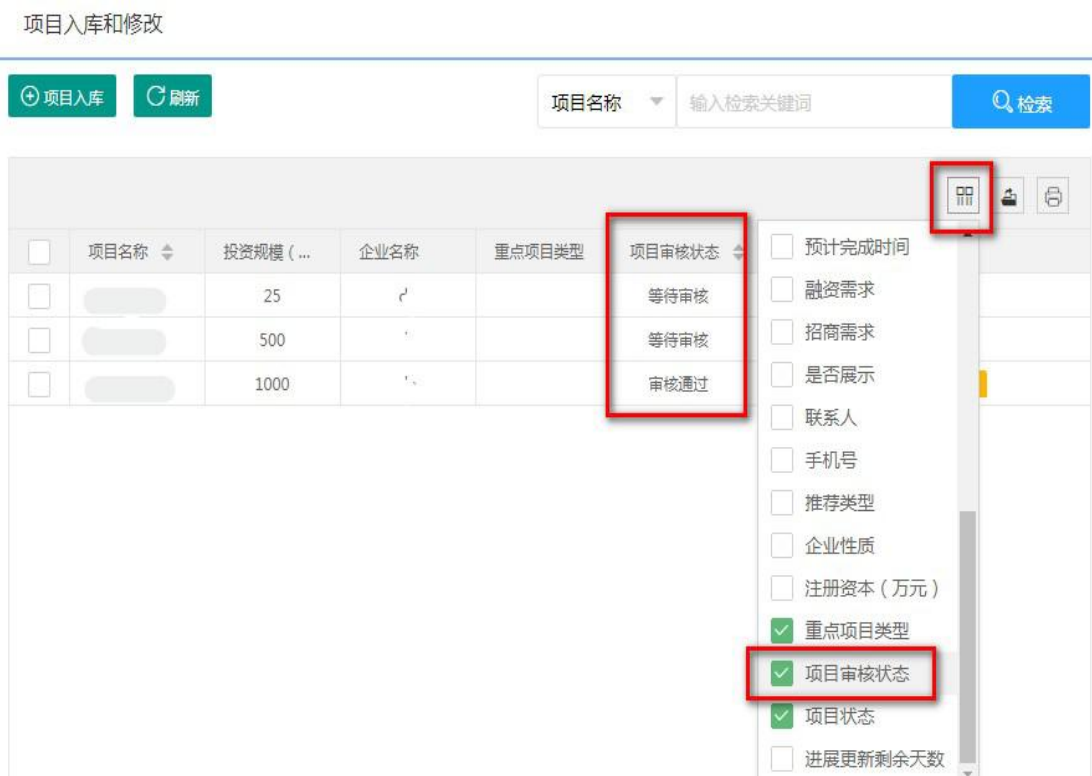 项目入库和修改
项目入库 刷新 项目名称 输入检索关键词 检索
项目名称 投资规模（... 企业名称 重点项目类型 项目审核状态
25 等待审核
500 等待审核
1000 审核通过
预计完成时间
融资需求
招商需求
是否展示
联系人
手机号
推荐类型
企业性质
注册资本（万元）
重点项目类型
项目审核状态
项目状态
进展更新剩余天数